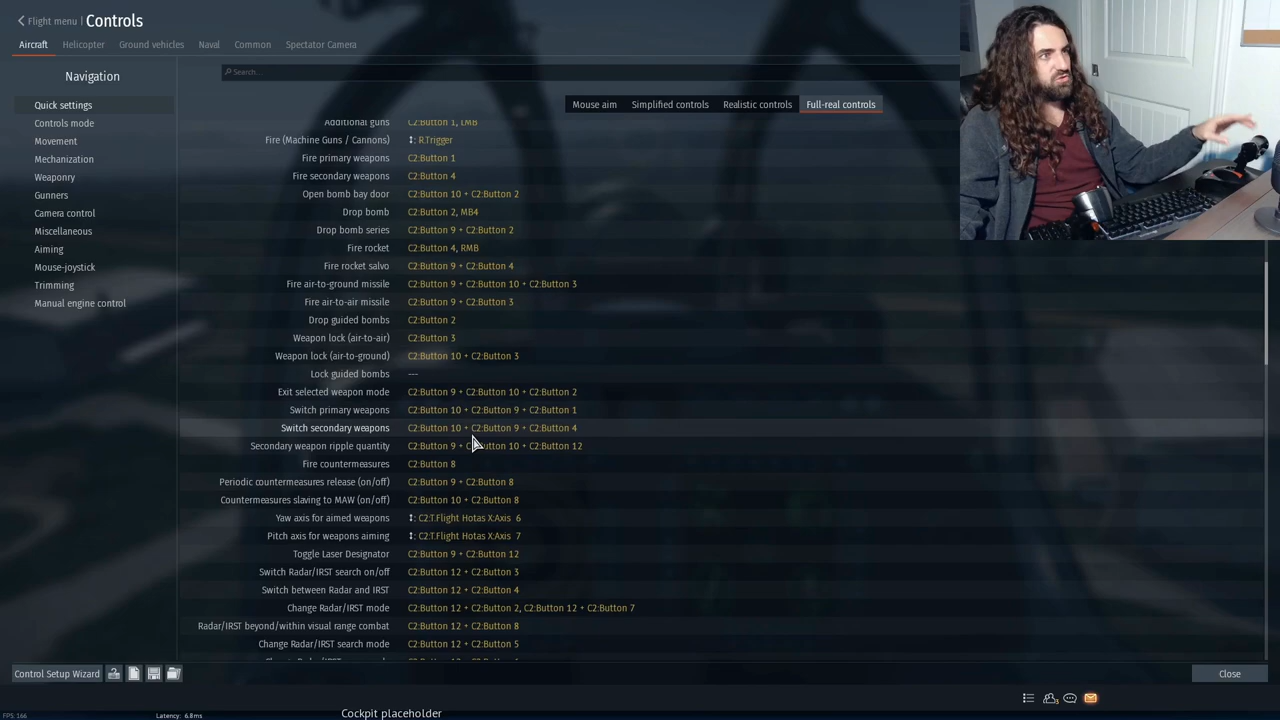 Flight menu | Controls
Aircraft Helicopter Ground vehicles Naval Common Spectator Camera
Navigation
Search...
Quick settings
Controls mode
Movement
Mechanization
Weaponry
Gunners
Camera control
Miscellaneous
Aiming
Mouse-joystick
Trimming
Manual engine control
Mouse aim Simplified controls Realistic controls Full-real controls
Additional guns C2:Button 1, LMB
Fire (Machine Guns / Cannons) : R.Trigger
Fire primary weapons C2:Button 1
Fire secondary weapons C2:Button 4
Open bomb bay door C2:Button 10 + C2:Button 2
Drop bomb C2:Button 2, MB4
Drop bomb series C2:Button 9 + C2:Button 2
Fire rocket C2:Button 4, RMB
Fire rocket salvo C2:Button 9 + C2:Button 4
Fire air-to-ground missile C2:Button 9 + C2:Button 10 + C2:Button 3
Fire air-to-air missile C2:Button 9 + C2:Button 3
Drop guided bombs C2:Button 2
Weapon lock (air-to-air) C2:Button 3
Weapon lock (air-to-ground) C2:Button 10 + C2:Button 3
Lock guided bombs ---
Exit selected weapon mode C2:Button 9 + C2:Button 10 + C2:Button 2
Switch primary weapons C2:Button 10 + C2:Button 9 + C2:Button 1
Switch secondary weapons C2:Button 10 + C2:Button 9 + C2:Button 4
Secondary weapon ripple quantity C2:Button 9 + C2:Button 10 + C2:Button 12
Fire countermeasures C2:Button 8
Periodic countermeasures release (on/off) C2:Button 9 + C2:Button 8
Countermeasures slaving to MAW (on/off) C2:Button 10 + C2:Button 8
Yaw axis for aimed weapons : C2:T.Flight Hotas X:Axis 6
Pitch axis for weapons aiming : C2:T.Flight Hotas X:Axis 7
Toggle Laser Designator C2:Button 9 + C2:Button 12
Switch Radar/IRST search on/off C2:Button 12 + C2:Button 3
Switch between Radar and IRST C2:Button 12 + C2:Button 4
Change Radar/IRST mode C2:Button 12 + C2:Button 2, C2:Button 12 + C2:Button 7
Radar/IRST beyond/within visual range combat C2:Button 12 + C2:Button 8
Change Radar/IRST search mode C2:Button 12 + C2:Button 5
Control Setup Wizard
Close
FPS: 166 Latency: 6.8ms
Cockpit placeholder